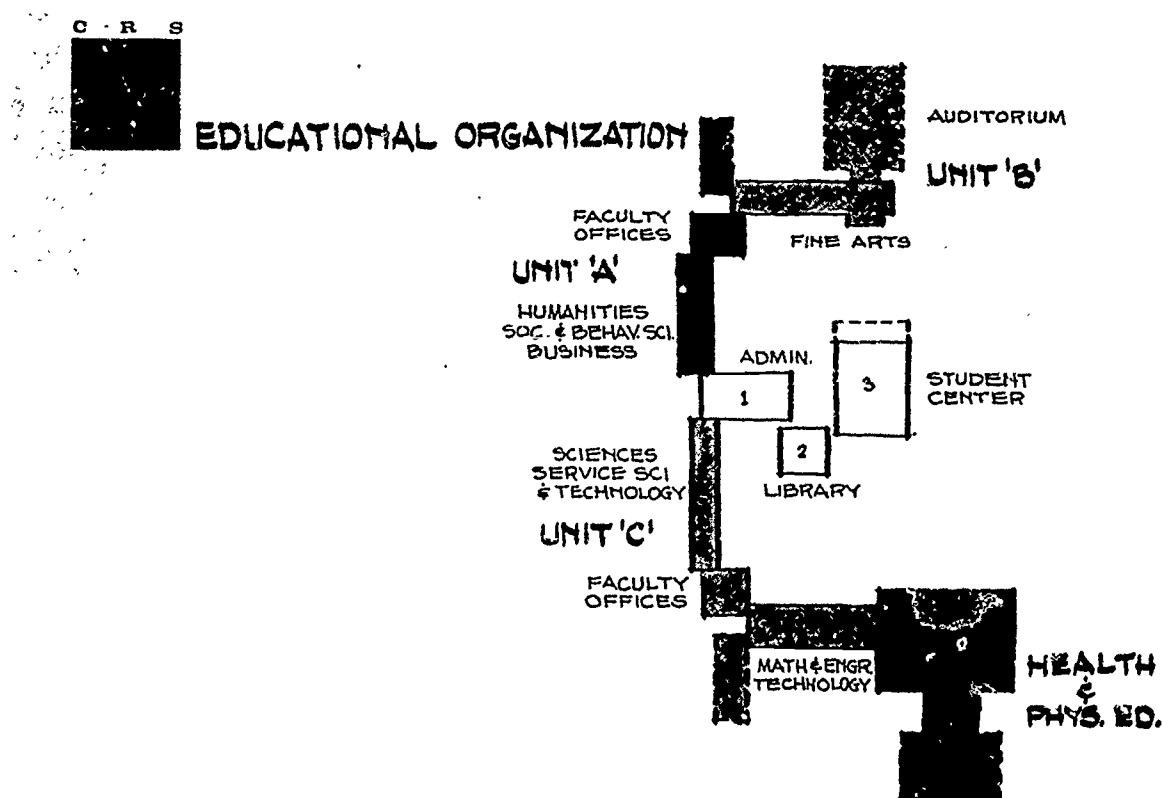 C R S
EDUCATIONAL ORGANIZATION
AUDITORIUM
UNIT 'B'
FACULTY
OFFICES
FINE ARTS
UNIT 'A'
HUMANITIES
SOC. & BEHAV. SCI.
BUSINESS
ADMIN.
1
3
STUDENT
CENTER
2
LIBRARY
SCIENCES
SERVICE SCI
& TECHNOLOGY
UNIT 'C'
FACULTY
OFFICES
MATH & ENGR
TECHNOLOGY
HEALTH
&
PHYS. ED.